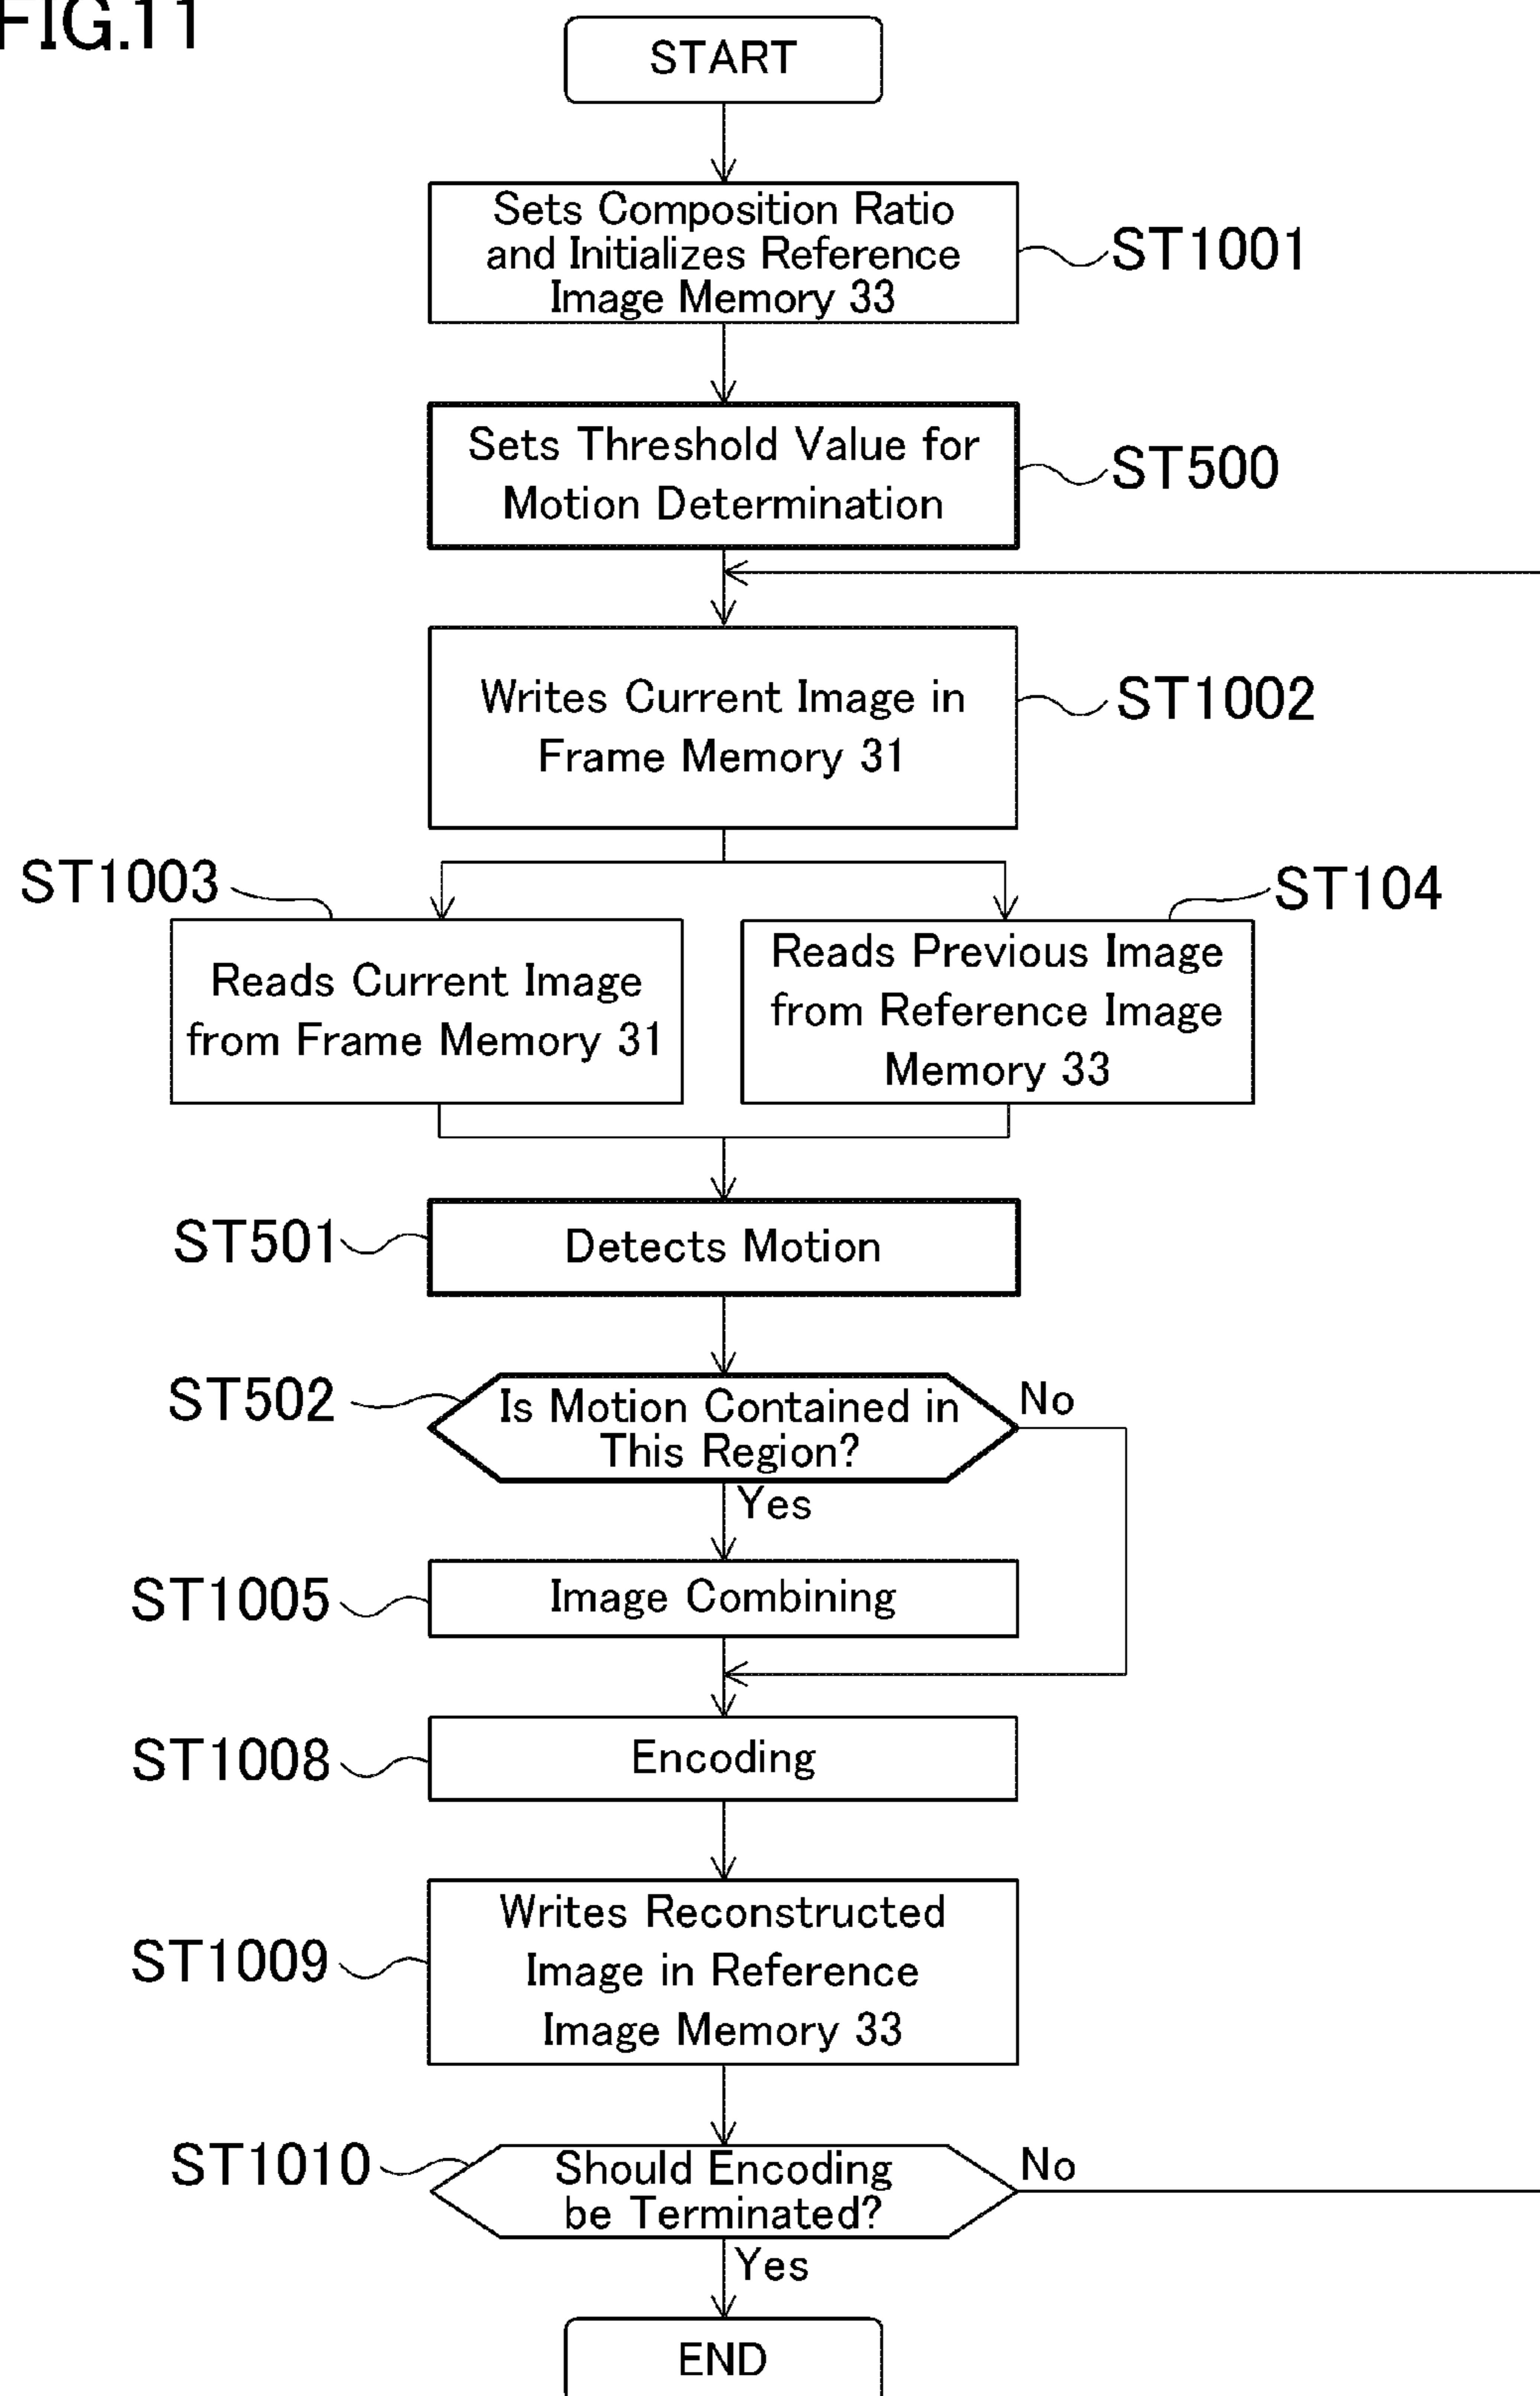 FIG.11
START
Sets Composition Ratio
and Initializes Reference
Image Memory 33
ST1001
Sets Threshold Value for
Motion Determination
ST500
Writes Current Image in
Frame Memory 31
ST1002
ST1003
Reads Current Image
from Frame Memory 31
ST104
Reads Previous Image
from Reference Image
Memory 33
ST501
Detects Motion
ST502
Is Motion Contained in
This Region?
No
Yes
ST1005
Image Combining
ST1008
Encoding
ST1009
Writes Reconstructed
Image in Reference
Image Memory 33
ST1010
Should Encoding
be Terminated?
No
Yes
END